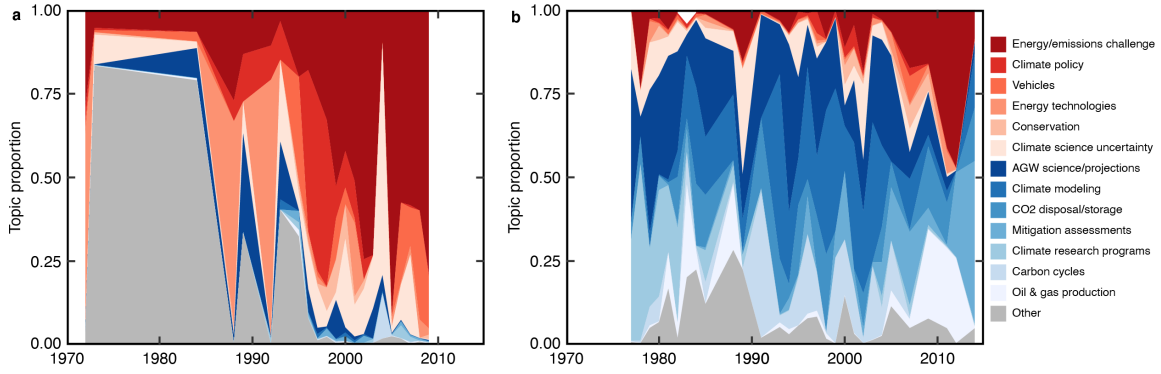 a
b
Topic proportion
1.00
0.75
0.50
0.25
0.00
1970
1980
1990
2000
2010
Topic proportion
1.00
0.75
0.50
0.25
0.00
1970
1980
1990
2000
2010
Energy/emissions challenge
Climate policy
Vehicles
Energy technologies
Conservation
Climate science uncertainty
AGW science/projections
Climate modeling
CO2 disposal/storage
Mitigation assessments
Climate research programs
Carbon cycles
Oil & gas production
Other